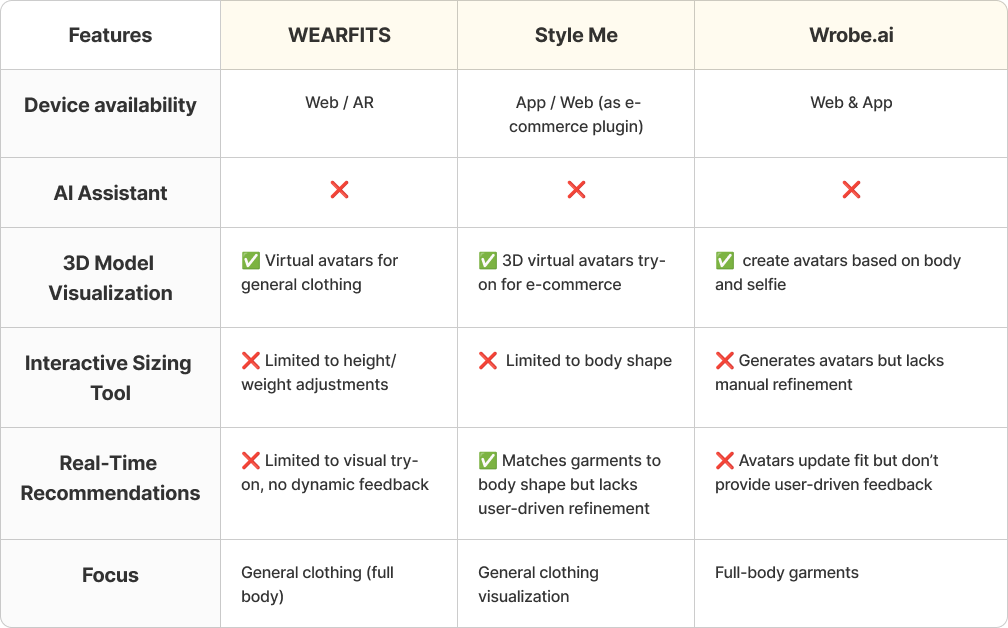 Features
WEARFITS
Style Me
Wrobe.ai
Device availability
Web / AR
App / Web (as e-
commerce plugin)
Web & App
AI Assistant
❌
❌
❌
3D Model
Visualization
✅ Virtual avatars for
general clothing
✅ 3D virtual avatars try-
on for e-commerce
✅ create avatars based on body
and selfie
Interactive Sizing
Tool
❌ Limited to height/
weight adjustments
❌ Limited to body shape
❌ Generates avatars but lacks
manual refinement
Real-Time
Recommendations
❌ Limited to visual try-
on, no dynamic feedback
✅ Matches garments to
body shape but lacks
user-driven refinement
❌ Avatars update fit but don’t
provide user-driven feedback
Focus
General clothing (full
body)
General clothing
visualization
Full-body garments